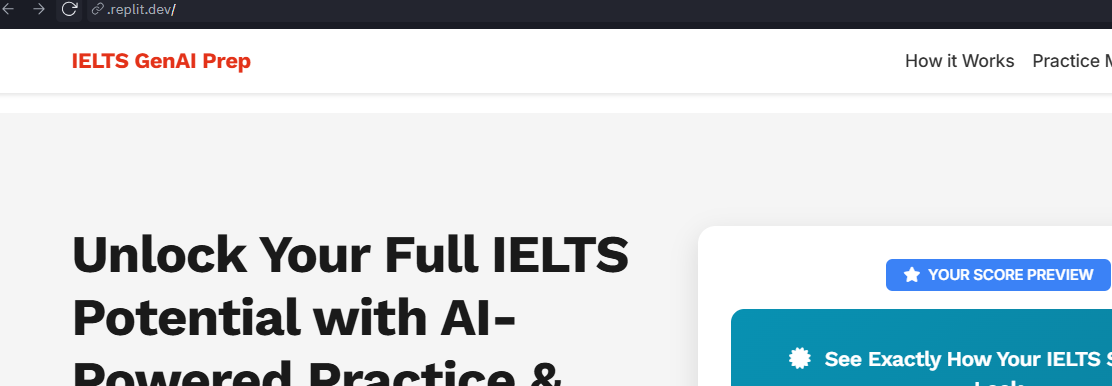 .replit.dev/
IELTS GenAI Prep
How it Works Practice M
Unlock Your Full IELTS
Potential with AI-
Powered Practice &
YOUR SCORE PREVIEW
See Exactly How Your IELTS S